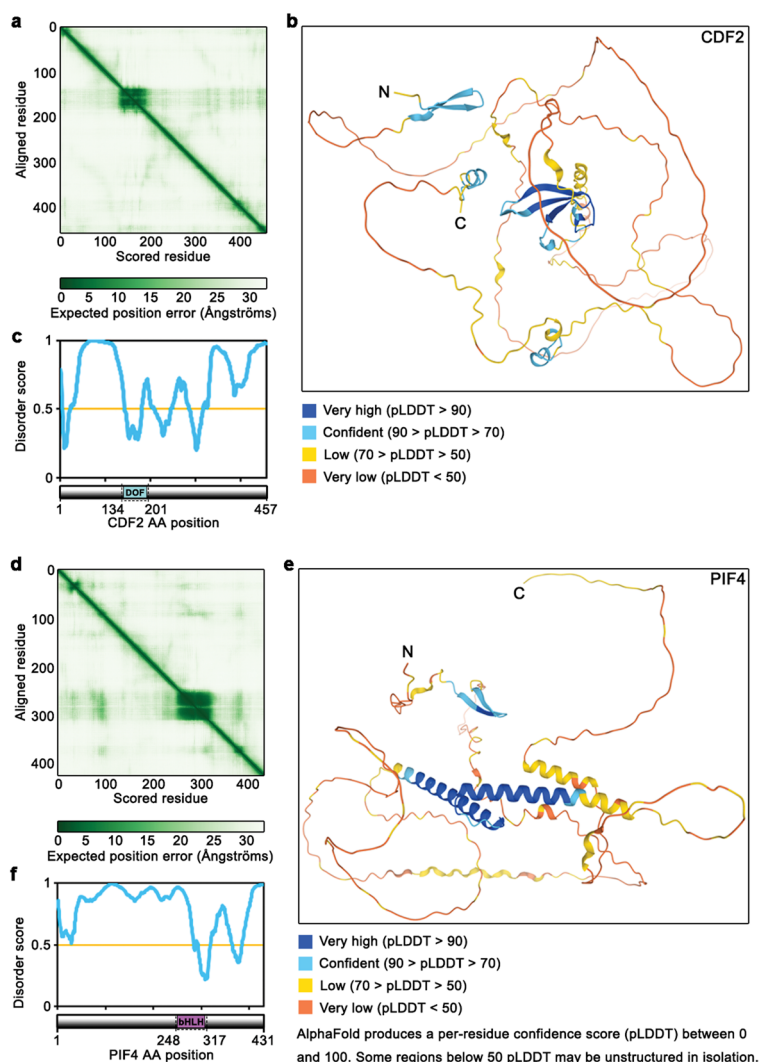 a
b
0
100
200
300
400
Aligned residue
0 100 200 300 400
Scored residue
0 5 10 15 20 25 30
Expected position error (Ångströms)
CDF2
N
C
c
1
0.5
0
Disorder score
DOF
1 134 201 457
CDF2 AA position
Very high (pLDDT > 90)
Confident (90 > pLDDT > 70)
Low (70 > pLDDT > 50)
Very low (pLDDT < 50)
d
e
0
100
200
300
400
Aligned residue
0 100 200 300 400
Scored residue
0 5 10 15 20 25 30
Expected position error (Ångströms)
PIF4
C
N
f
1
0.5
0
Disorder score
bHLH
1 248 317 431
PIF4 AA position
Very high (pLDDT > 90)
Confident (90 > pLDDT > 70)
Low (70 > pLDDT > 50)
Very low (pLDDT < 50)
AlphaFold produces a per-residue confidence score (pLDDT) between 0
and 100. Some regions below 50 pLDDT may be unstructured in isolation.